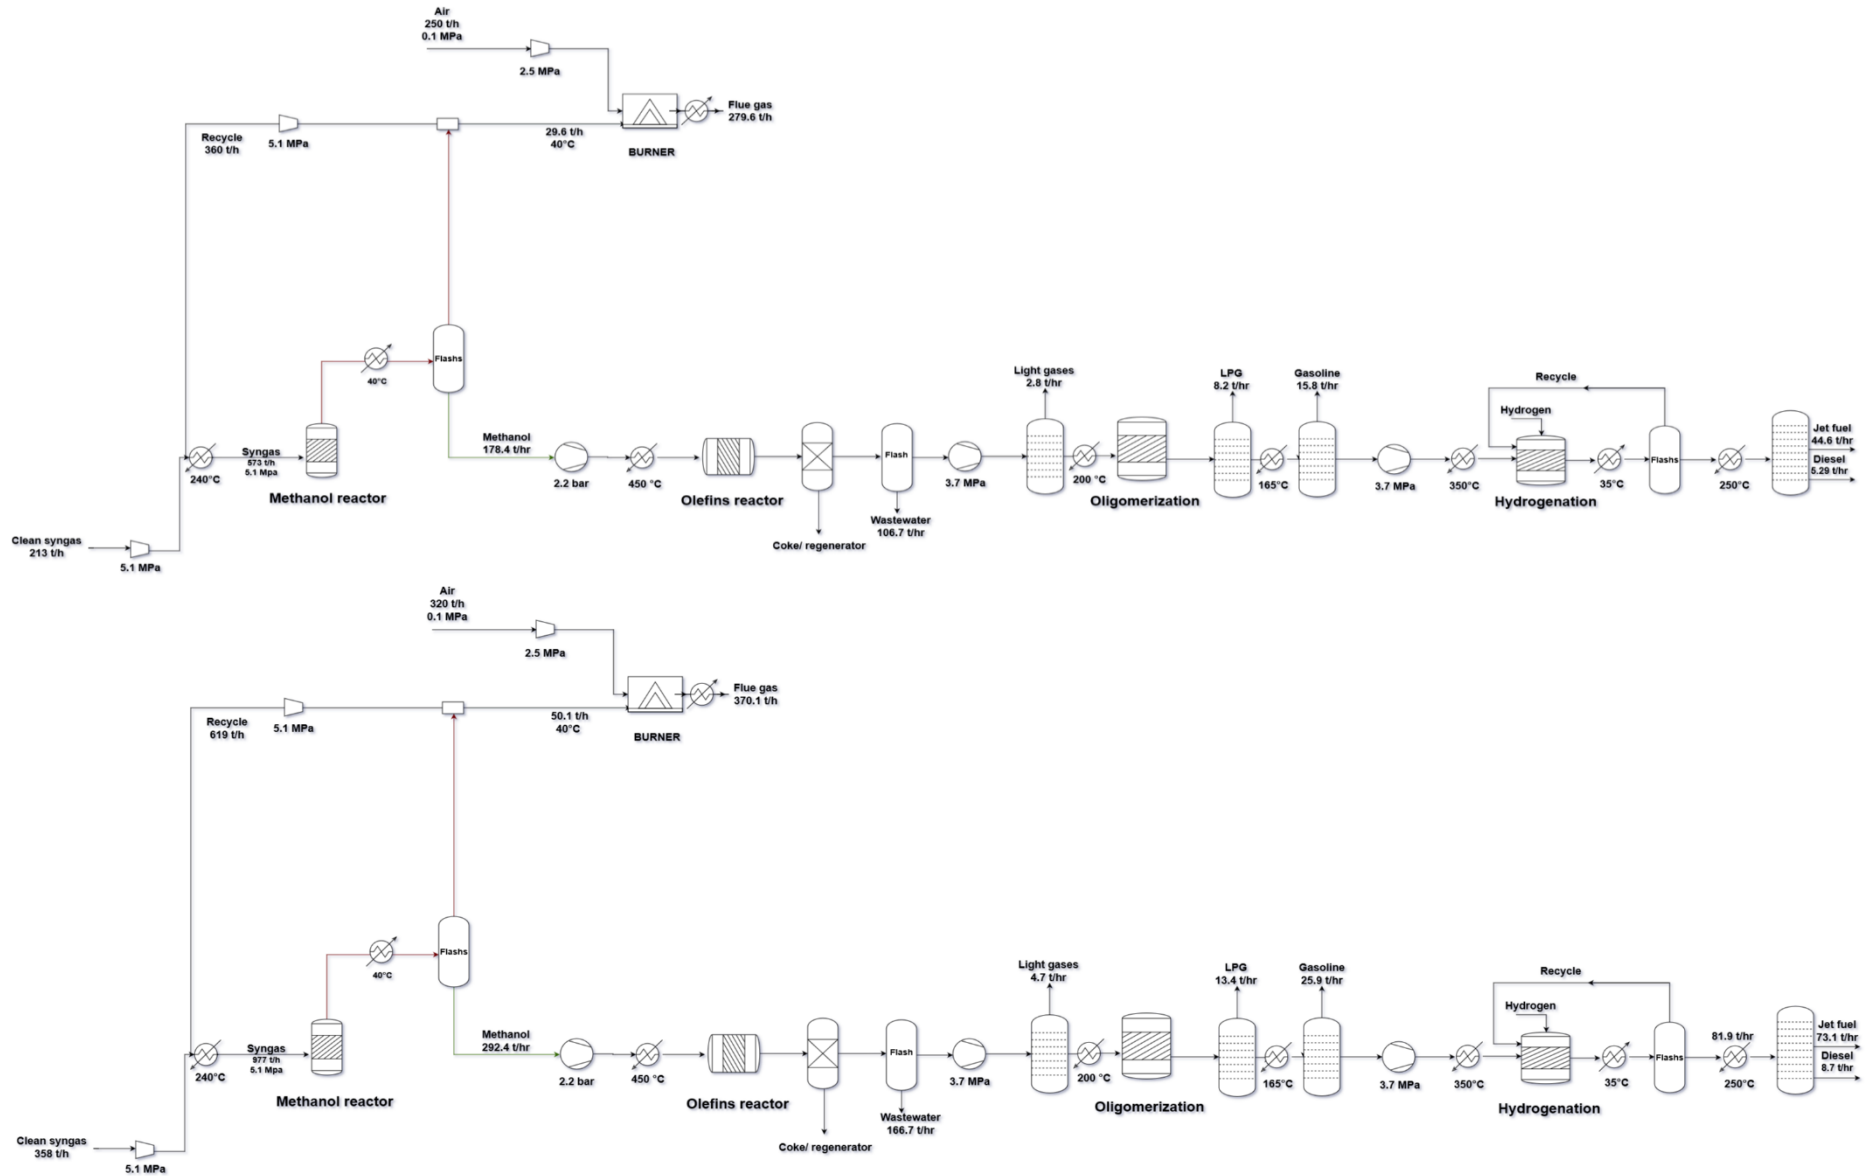 Air
250 t/h
0.1 MPa
2.5 MPa
Recycle
360 t/h
5.1 MPa
29.6 t/h
40°C
Flue gas
279.6 t/h
BURNER
Flashs
40°C
Syngas
573 t/h
5.1 Mpa
240°C
Methanol reactor
Clean syngas
213 t/h
5.1 MPa
Methanol
178.4 t/hr
2.2 bar
450 °C
Olefins reactor
Coke/ regenerator
Flash
Wastewater
106.7 t/hr
3.7 MPa
Light gases
2.8 t/hr
200 °C
Oligomerization
LPG
8.2 t/hr
165°C
Gasoline
15.8 t/hr
3.7 MPa
350°C
Recycle
Hydrogen
Hydrogenation
35°C
Flashs
250°C
Jet fuel
44.6 t/hr
Diesel
5.29 t/hr
Air
320 t/h
0.1 MPa
2.5 MPa
Recycle
619 t/h
5.1 MPa
50.1 t/h
40°C
Flue gas
370.1 t/h
BURNER
Flashs
40°C
Syngas
977 t/h
5.1 Mpa
240°C
Methanol reactor
Clean syngas
358 t/h
5.1 MPa
Methanol
292.4 t/hr
2.2 bar
450 °C
Olefins reactor
Coke/ regenerator
Flash
Wastewater
166.7 t/hr
3.7 MPa
Light gases
4.7 t/hr
200 °C
Oligomerization
LPG
13.4 t/hr
165°C
Gasoline
25.9 t/hr
3.7 MPa
350°C
Recycle
Hydrogen
Hydrogenation
35°C
Flashs
81.9 t/hr
250°C
Jet fuel
73.1 t/hr
Diesel
8.7 t/hr